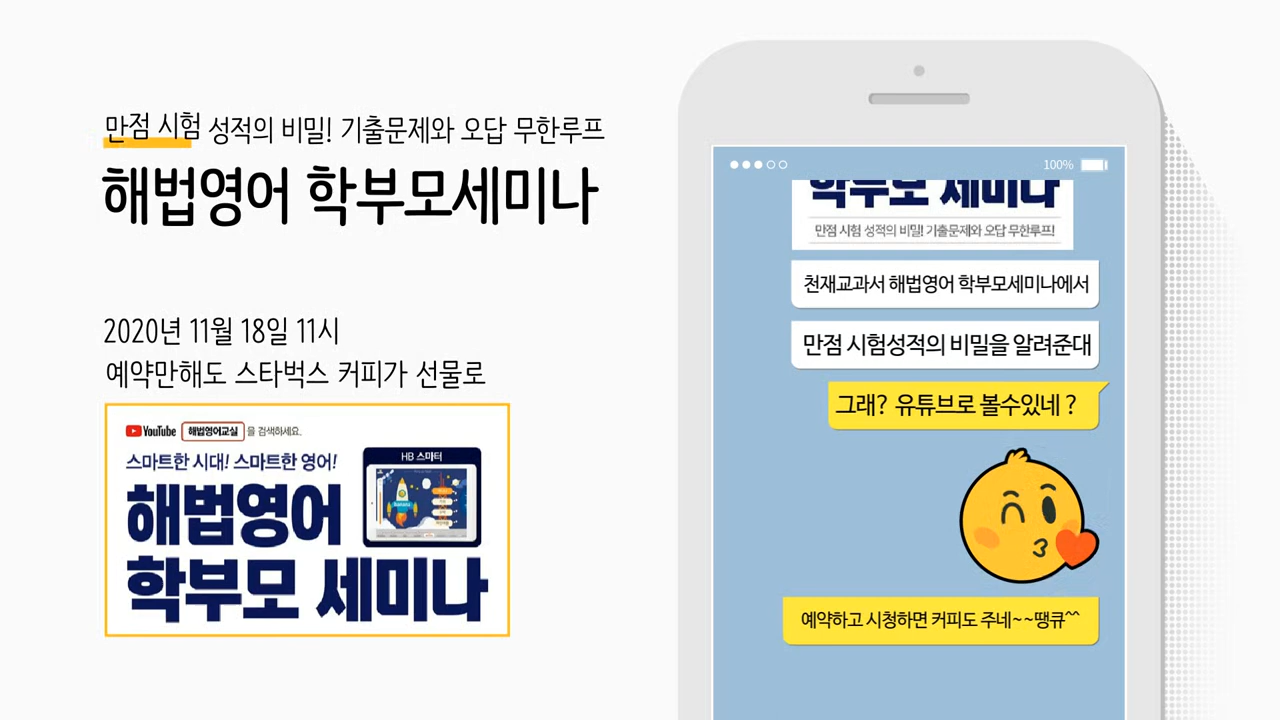 만점 시험 성적의 비밀! 기출문제와 오답 무한루프
해법영어 학부모세미나
2020년 11월 18일 11시
예약만해도 스타벅스 커피가 선물로
YouTube 해법영어교실 을 검색하세요.
스마트한 시대! 스마트한 영어!
HB 스마터
해법영어
학부모 세미나
100%
학부모 세미나
만점 시험 성적의 비밀! 기출문제와 오답 무한루프!
천재교과서 해법영어 학부모세미나에서
만점 시험성적의 비밀을 알려준대
그래? 유튜브로 볼수있네 ?
예약하고 시청하면 커피도 주네~~땡큐^^